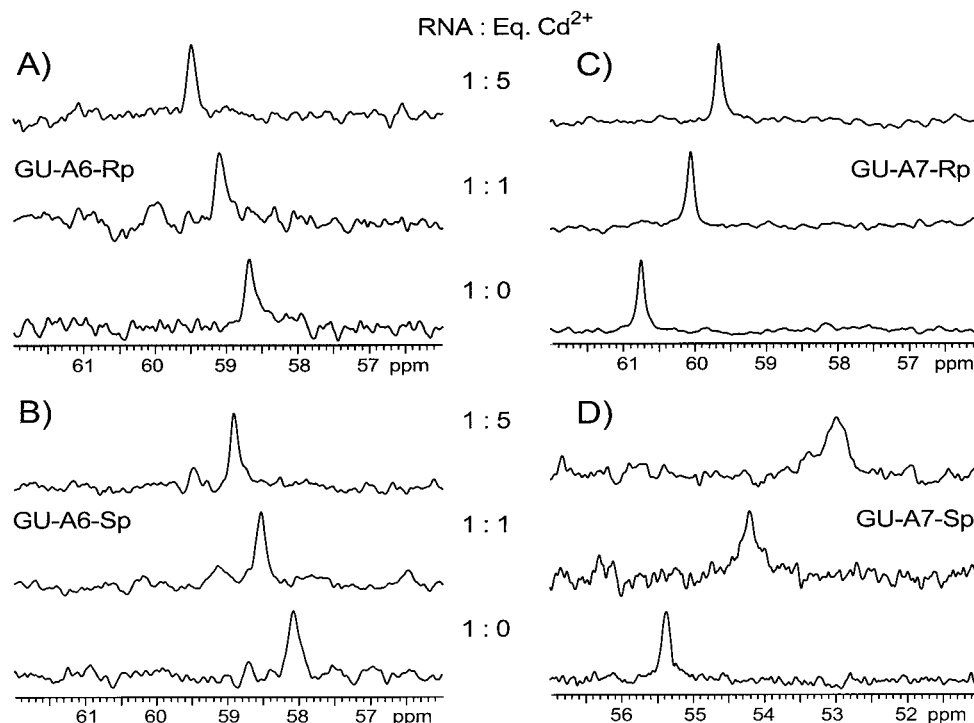 RNA : Eq. Cd2+
A)
1 : 5
GU-A6-Rp
1 : 1
1 : 0
61 60 59 58 57 ppm
C)
GU-A7-Rp
61 60 59 58 57 ppm
B)
1 : 5
GU-A6-Sp
1 : 1
1 : 0
61 60 59 58 57 ppm
D)
GU-A7-Sp
56 55 54 53 52 ppm